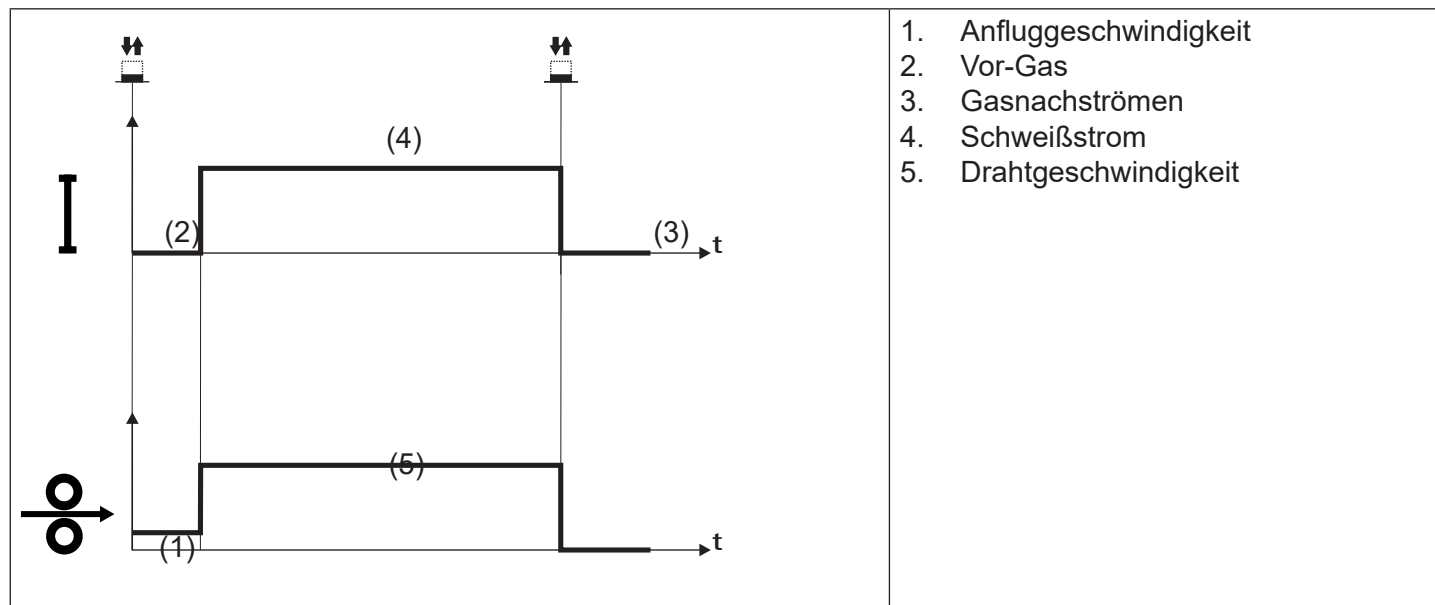 (4)
I
(2)
(3)
t
(5)
(1)
t
1. Anfluggeschwindigkeit
2. Vor-Gas
3. Gasnachströmen
4. Schweißstrom
5. Drahtgeschwindigkeit